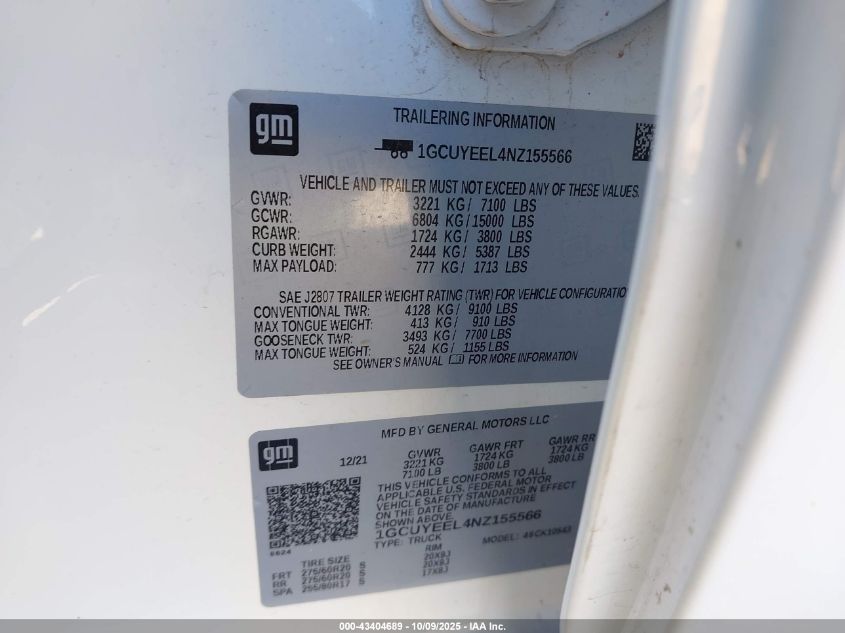 gm
TRAILERING INFORMATION
1GCUYEEL4NZ155566
VEHICLE AND TRAILER MUST NOT EXCEED ANY OF THESE VALUES.
GVWR: 3221 KG/ 7100 LBS
GCWR: 6804 KG/15000 LBS
RGAWR: 1724 KG/ 3800 LBS
CURB WEIGHT: 2444 KG/ 5387 LBS
MAX PAYLOAD: 777 KG/ 1713 LBS
SAE J2807 TRAILER WEIGHT RATING (TWR) FOR VEHICLE CONFIGURATIO
CONVENTIONAL TWR: 4128 KG/ 9100 LBS
MAX TONGUE WEIGHT: 413 KG/ 910 LBS
GOOSENECK TWR: 3493 KG/ 7700 LBS
MAX TONGUE WEIGHT: 524 KG/ 1155 LBS
SEE OWNER'S MANUAL FOR MORE INFORMATION
gm
MFD BY GENERAL MOTORS LLC
12/21 GVWR GAWR FRT GAWR RR
3221 KG 1724 KG 1724 KG
7100 LB 3800 LB 3800 LB
THIS VEHICLE CONFORMS TO ALL
APPLICABLE U.S. FEDERAL MOTOR
VEHICLE SAFETY STANDARDS IN EFFECT
ON THE DATE OF MANUFACTURE
SHOWN ABOVE.
1GCUYEEL4NZ155566
TYPE: TRUCK MODEL:
6624
TIRE SIZE RIM
FRT 275/60R20 S 20X9J
RR 275/60R20 S 20X9J
SPA 255/80R17 S 17X8J
000-43404689 - 10/09/2025 - IAA Inc.